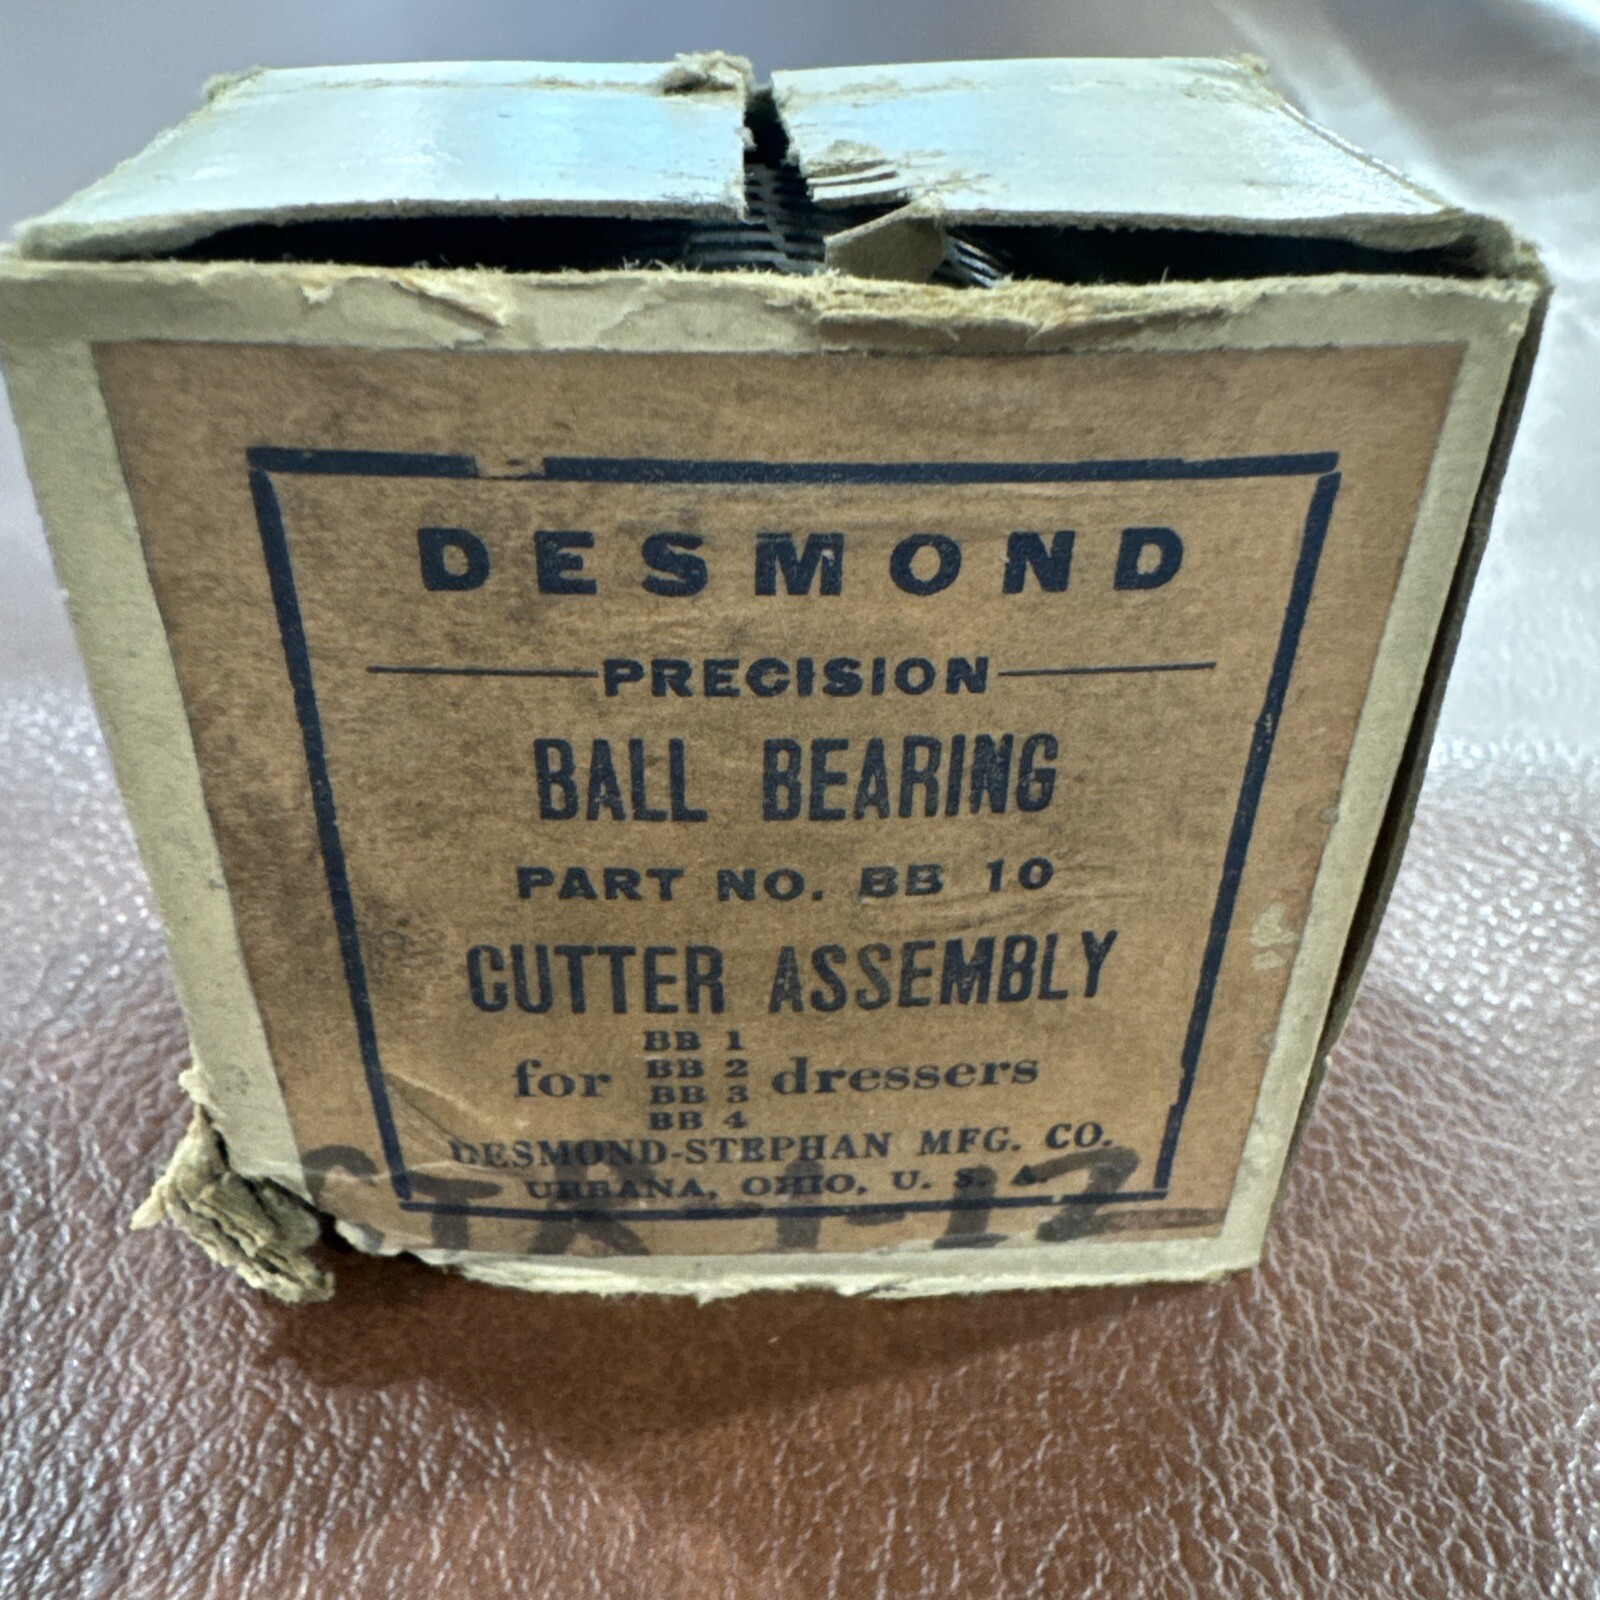 DESMOND
PRECISION
BALL BEARING
PART NO. BB 10
CUTTER ASSEMBLY
BB 1
BB 2
for BB 3 dressers
BB 4
DESMOND-STEPHAN MFG. CO.
URBANA, OHIO, U. S. A.